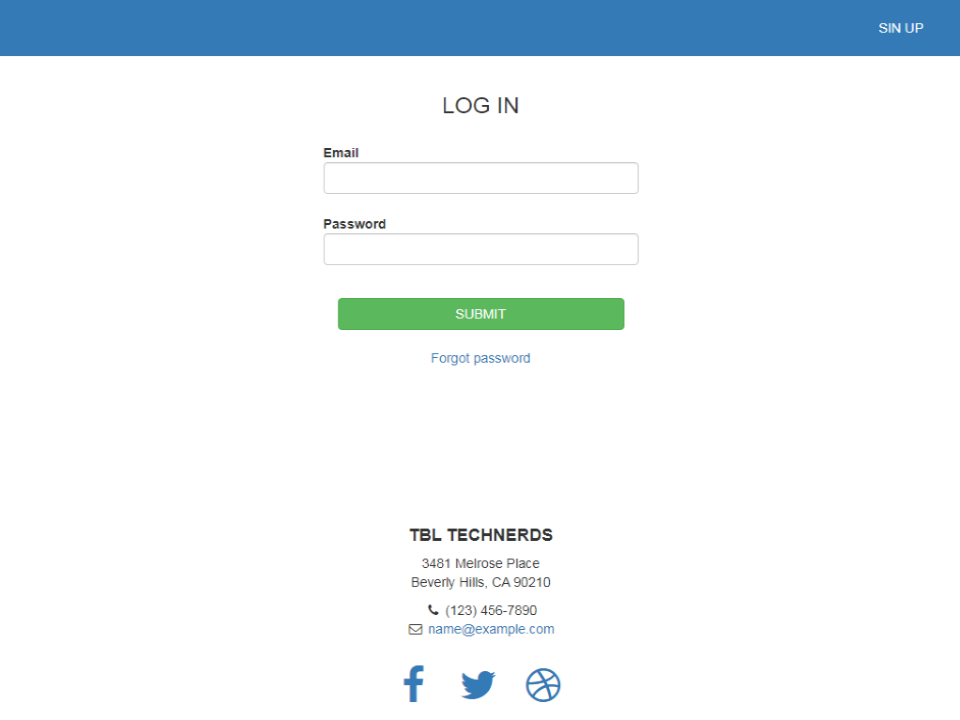 SIN UP
LOG IN
Email
Password
SUBMIT
Forgot password
TBL TECHNERDS
3481 Melrose Place
Beverly Hills, CA 90210
(123) 456-7890
name@example.com